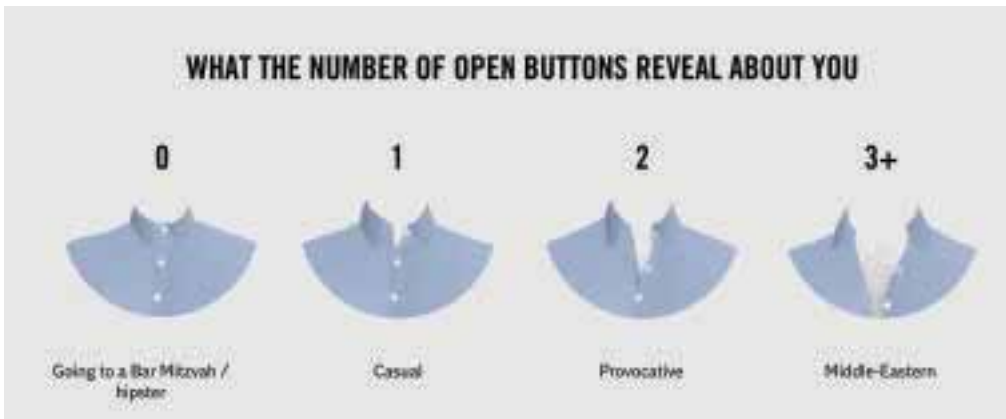 WHAT THE NUMBER OF OPEN BUTTONS REVEAL ABOUT YOU
0
1
2
3+
Going to a Bar Mitzvah /
hipster
Casual
Provocative
Middle-Eastern